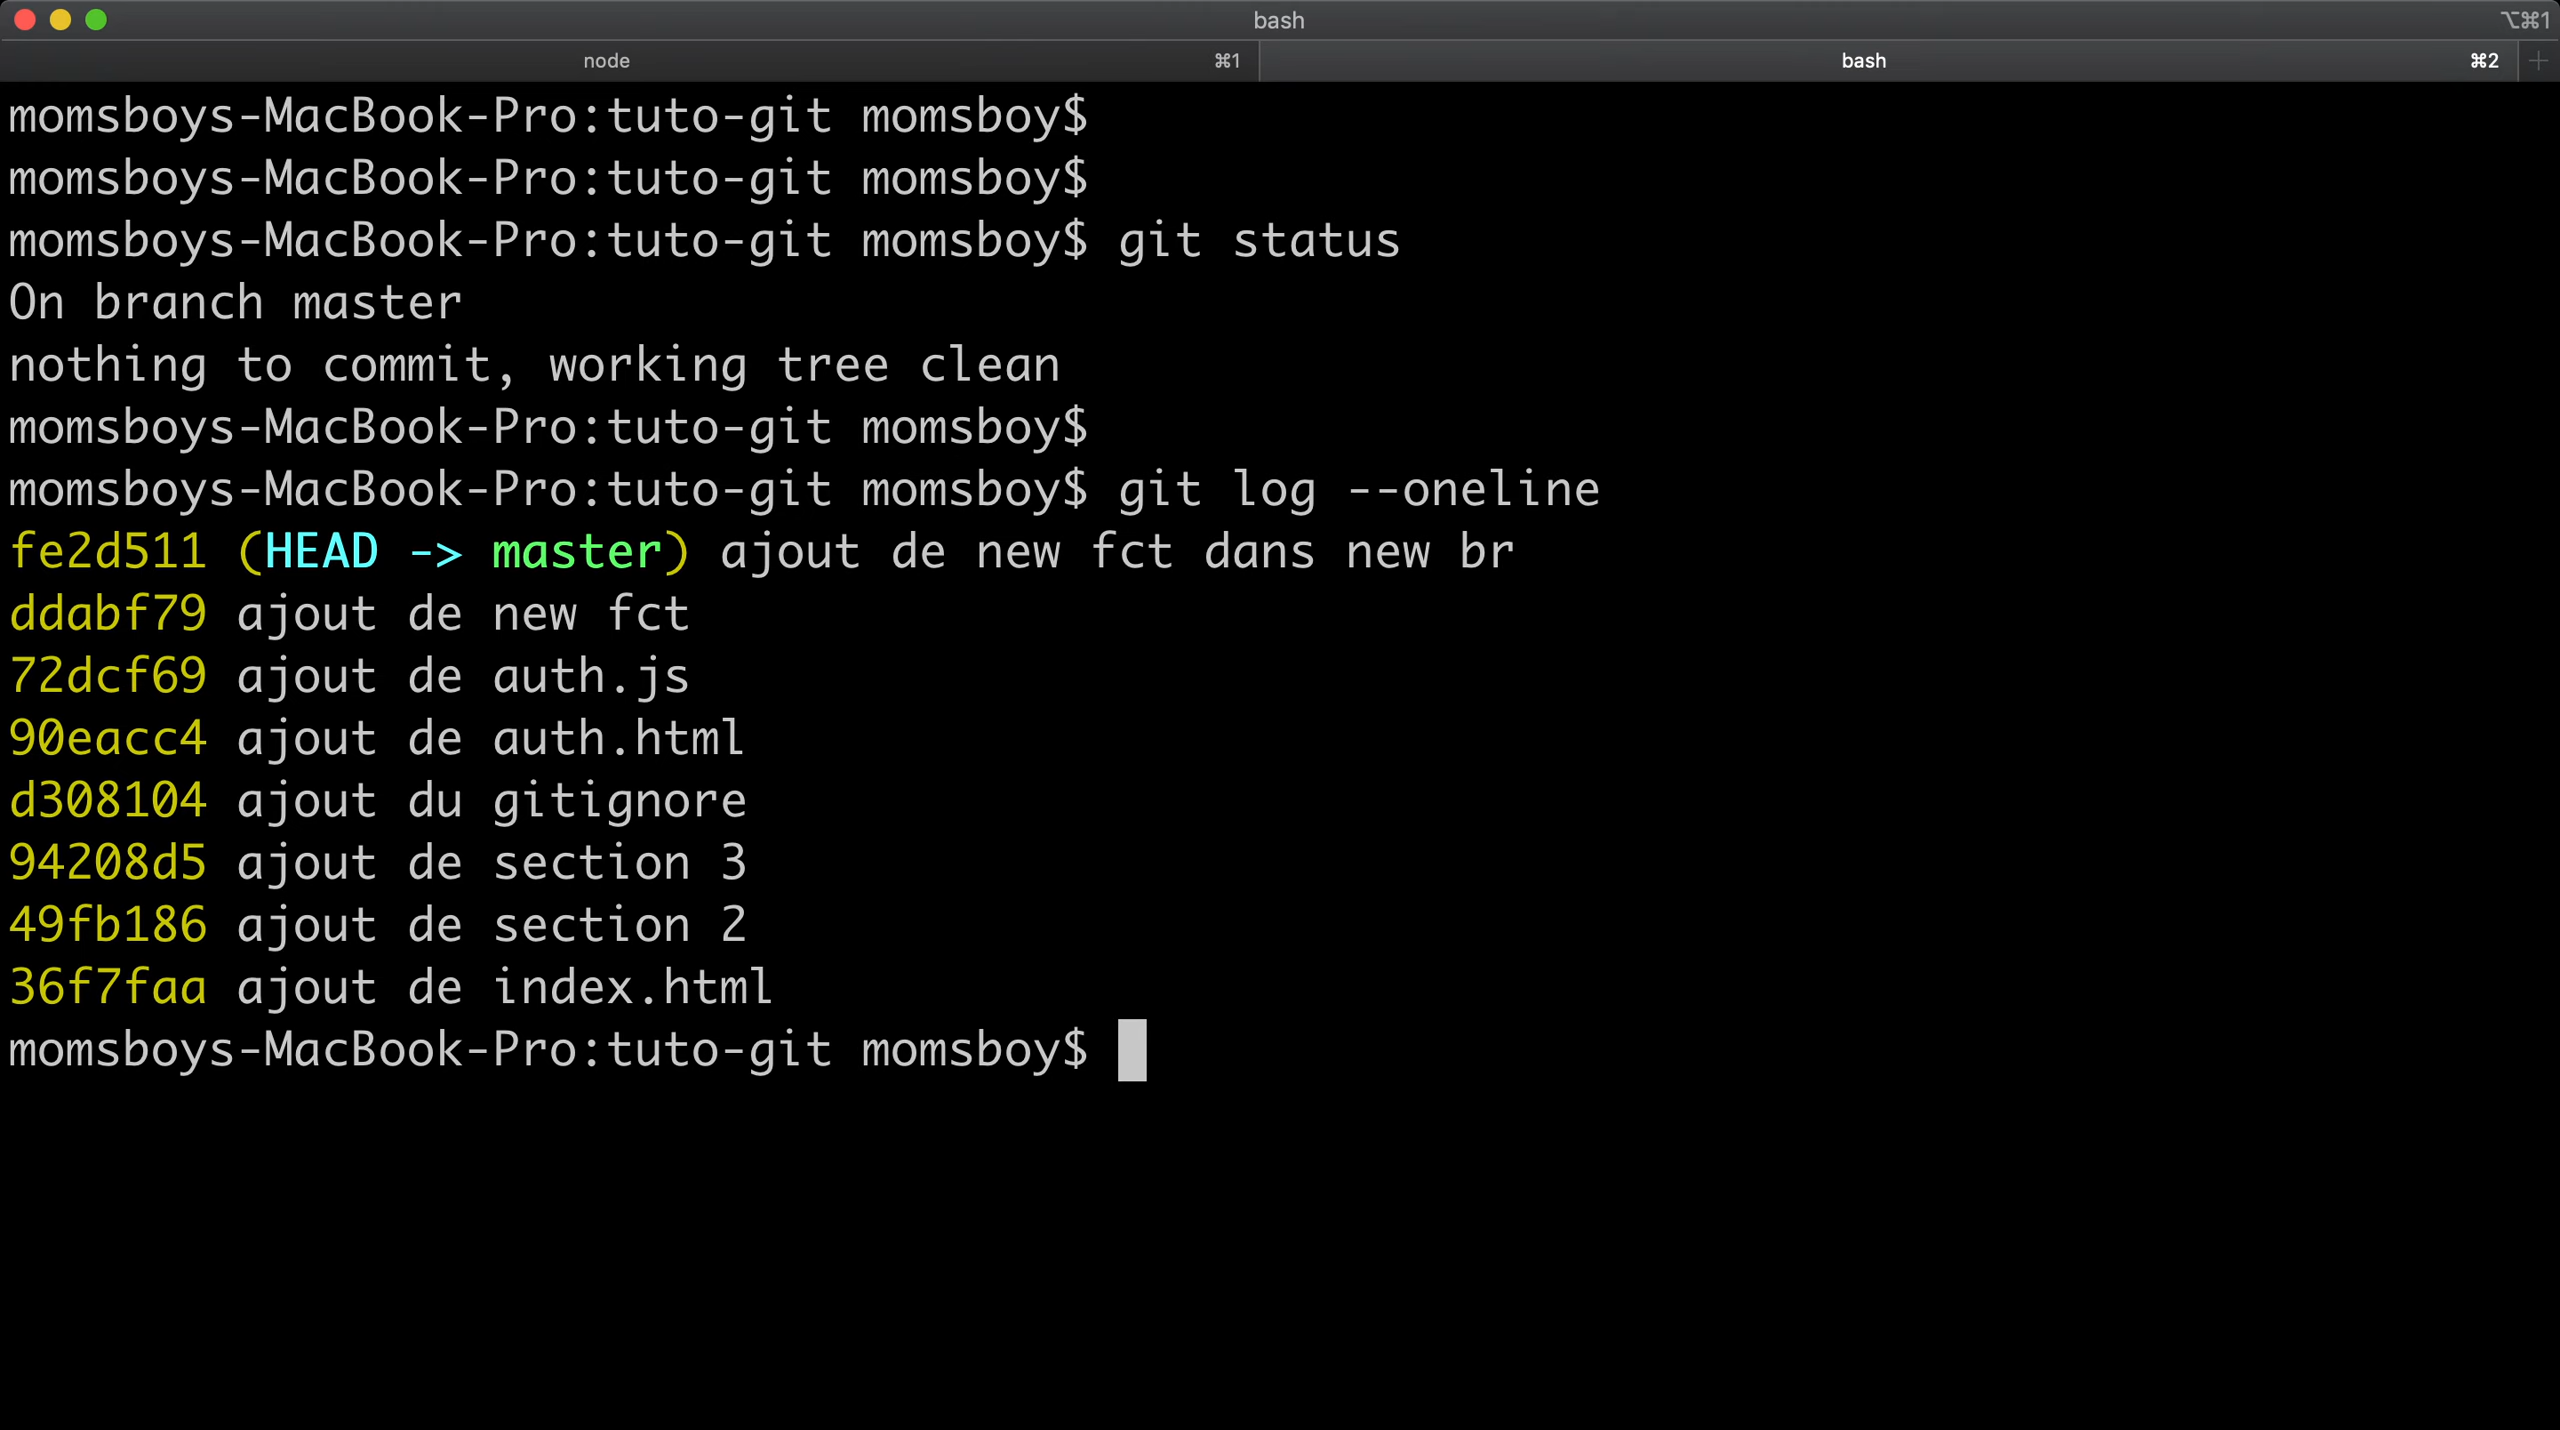 bash ⌥⌘1
node ⌘1 bash ⌘2 +
momsboys-MacBook-Pro:tuto-git momsboy$
momsboys-MacBook-Pro:tuto-git momsboy$
momsboys-MacBook-Pro:tuto-git momsboy$ git status
On branch master
nothing to commit, working tree clean
momsboys-MacBook-Pro:tuto-git momsboy$
momsboys-MacBook-Pro:tuto-git momsboy$ git log --oneline
fe2d511 (HEAD -> master) ajout de new fct dans new br
ddabf79 ajout de new fct
72dcf69 ajout de auth.js
90eacc4 ajout de auth.html
d308104 ajout du gitignore
94208d5 ajout de section 3
49fb186 ajout de section 2
36f7faa ajout de index.html
momsboys-MacBook-Pro:tuto-git momsboy$